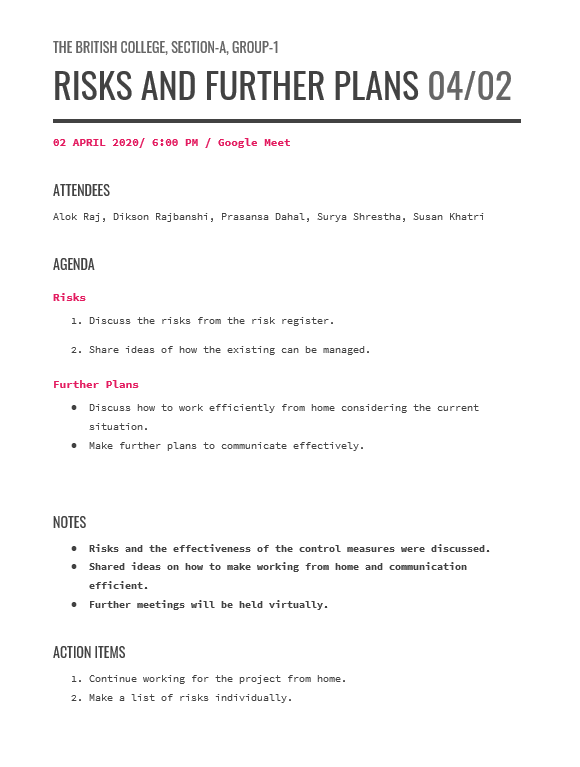 THE BRITISH COLLEGE, SECTION-A, GROUP-1
RISKS AND FURTHER PLANS 04/02
02 APRIL 2020/ 6:00 PM / Google Meet
ATTENDEES
Alok Raj, Dikson Rajbanshi, Prasansa Dahal, Surya Shrestha, Susan Khatri
AGENDA
Risks
1. Discuss the risks from the risk register.
2. Share ideas of how the existing can be managed.
Further Plans
● Discuss how to work efficiently from home considering the current
situation.
● Make further plans to communicate effectively.
NOTES
● Risks and the effectiveness of the control measures were discussed.
● Shared ideas on how to make working from home and communication
efficient.
● Further meetings will be held virtually.
ACTION ITEMS
1. Continue working for the project from home.
2. Make a list of risks individually.